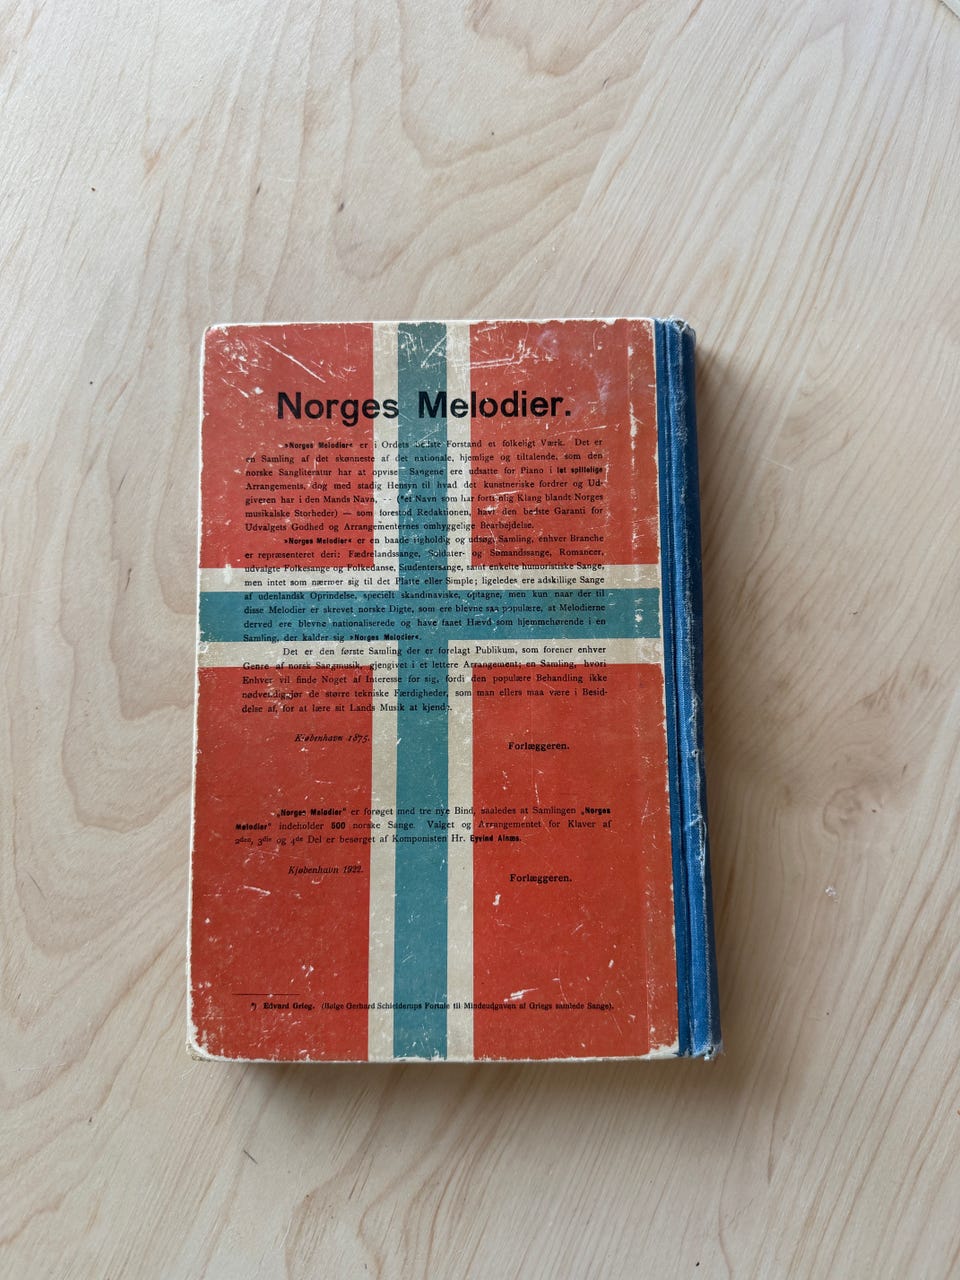 Norges Melodier.
»Norges Melodier« er i Ordets bedste Forstand et folkeligt Værk. Det er
en Samling af det skønneste af det nationale, hjemlige og tiltalende, som den
norske Sangliteratur har at opvise. Sangene ere udsatte for Piano i let spillelige
Arrangements, dog med stadig Hensyn til hvad det kunstneriske fordrer og Ud-
giveren har i den Mands Navn, — (*et Navn som har fortrinlig Klang blandt Norges
musikalske Storheder) — som forestod Redaktionen, havt den bedste Garanti for
Udvalgets Godhed og Arrangementernes omhyggelige Bearbejdelse.
»Norges Melodier« er en baade righoldig og udsøgt Samling, enhver Branche
er repræsenteret deri: Fædrelandssange, Soldater- og Sømandssange, Romancer,
udvalgte Folkesange og Folkedanse, Studentersange, samt enkelte humoristiske Sange,
men intet som nærmer sig til det Platte eller Simple; ligeledes ere adskillige Sange
af udenlandsk Oprindelse, specielt skandinaviske, optagne, men kun naar der til
disse Melodier er skrevet norske Digte, som ere blevne saa populære, at Melodierne
derved ere blevne nationaliserede og have faaet Hævd som hjemmehørende i en
Samling, der kalder sig »Norges Melodier«.
Det er den første Samling der er forelagt Publikum, som forener enhver
Genre af norsk Sangmusik, gjengivet i et lettere Arrangement; en Samling, hvori
Enhver vil finde Noget af Interesse for sig, fordi den populære Behandling ikke
nødvendiggjør de større tekniske Færdigheder, som man ellers maa være i Besid-
delse af, for at lære sit Lands Musik at kjende.
Kjøbenhavn 1875.
Forlæggeren.
„Norges Melodier" er forøget med tre nye Bind, saaledes at Samlingen „Norges
Melodier" indeholder 500 norske Sange. Valget og Arrangementet for Klaver af
2den, 3die og 4de Del er besørget af Komponisten Hr. Eyvind Alnæs.
Kjøbenhavn 1922.
Forlæggeren.
*) Edvard Grieg. (Ifølge Gerhard Schjelderups Fortale til Mindeudgaven af Griegs samlede Sange).